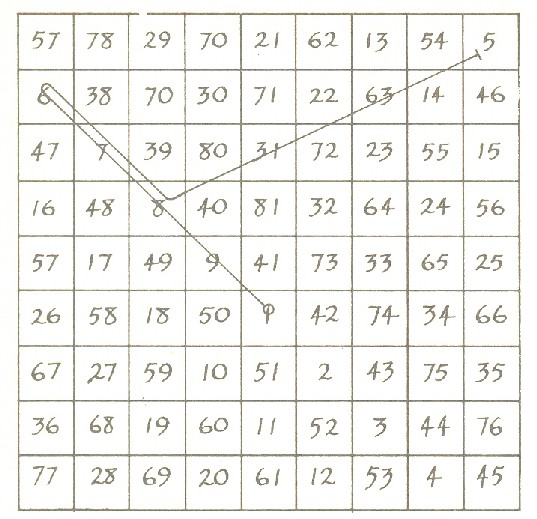 57 78 29 70 21 62 13 54 5
6 38 70 30 71 22 63 14 46
47 7 39 80 31 72 23 55 15
16 48 8 40 81 32 64 24 56
57 17 49 9 41 73 33 65 25
26 58 18 50 1 42 74 34 66
67 27 59 10 51 2 43 75 35
36 68 19 60 11 52 3 44 76
77 28 69 20 61 12 53 4 45